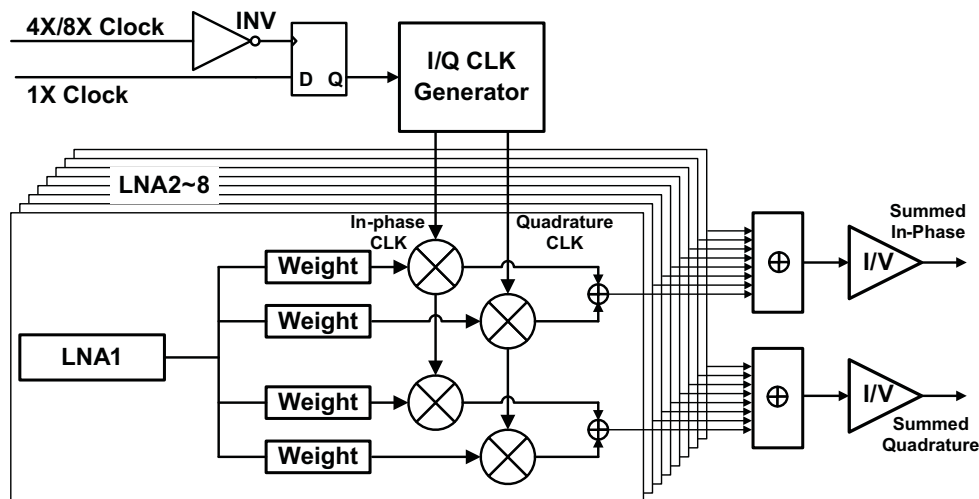 4X/8X Clock
INV
D Q
1X Clock
I/Q CLK
Generator
LNA2~8
In-phase
CLK
Quadrature
CLK
Weight
Weight
LNA1
Weight
Weight
I/V
Summed
In-Phase
I/V
Summed
Quadrature